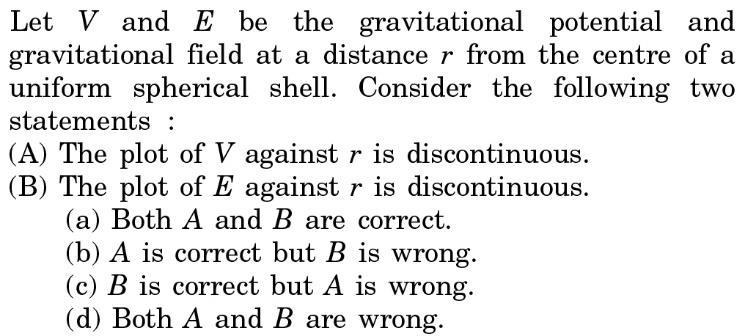 Let V and E be the gravitational potential and
gravitational field at a distance r from the centre of a
uniform spherical shell. Consider the following two
statements :
(A) The plot of V against r is discontinuous.
(B) The plot of E against r is discontinuous.
(a) Both A and B are correct.
(b) A is correct but B is wrong.
(c) B is correct but A is wrong.
(d) Both A and B are wrong.